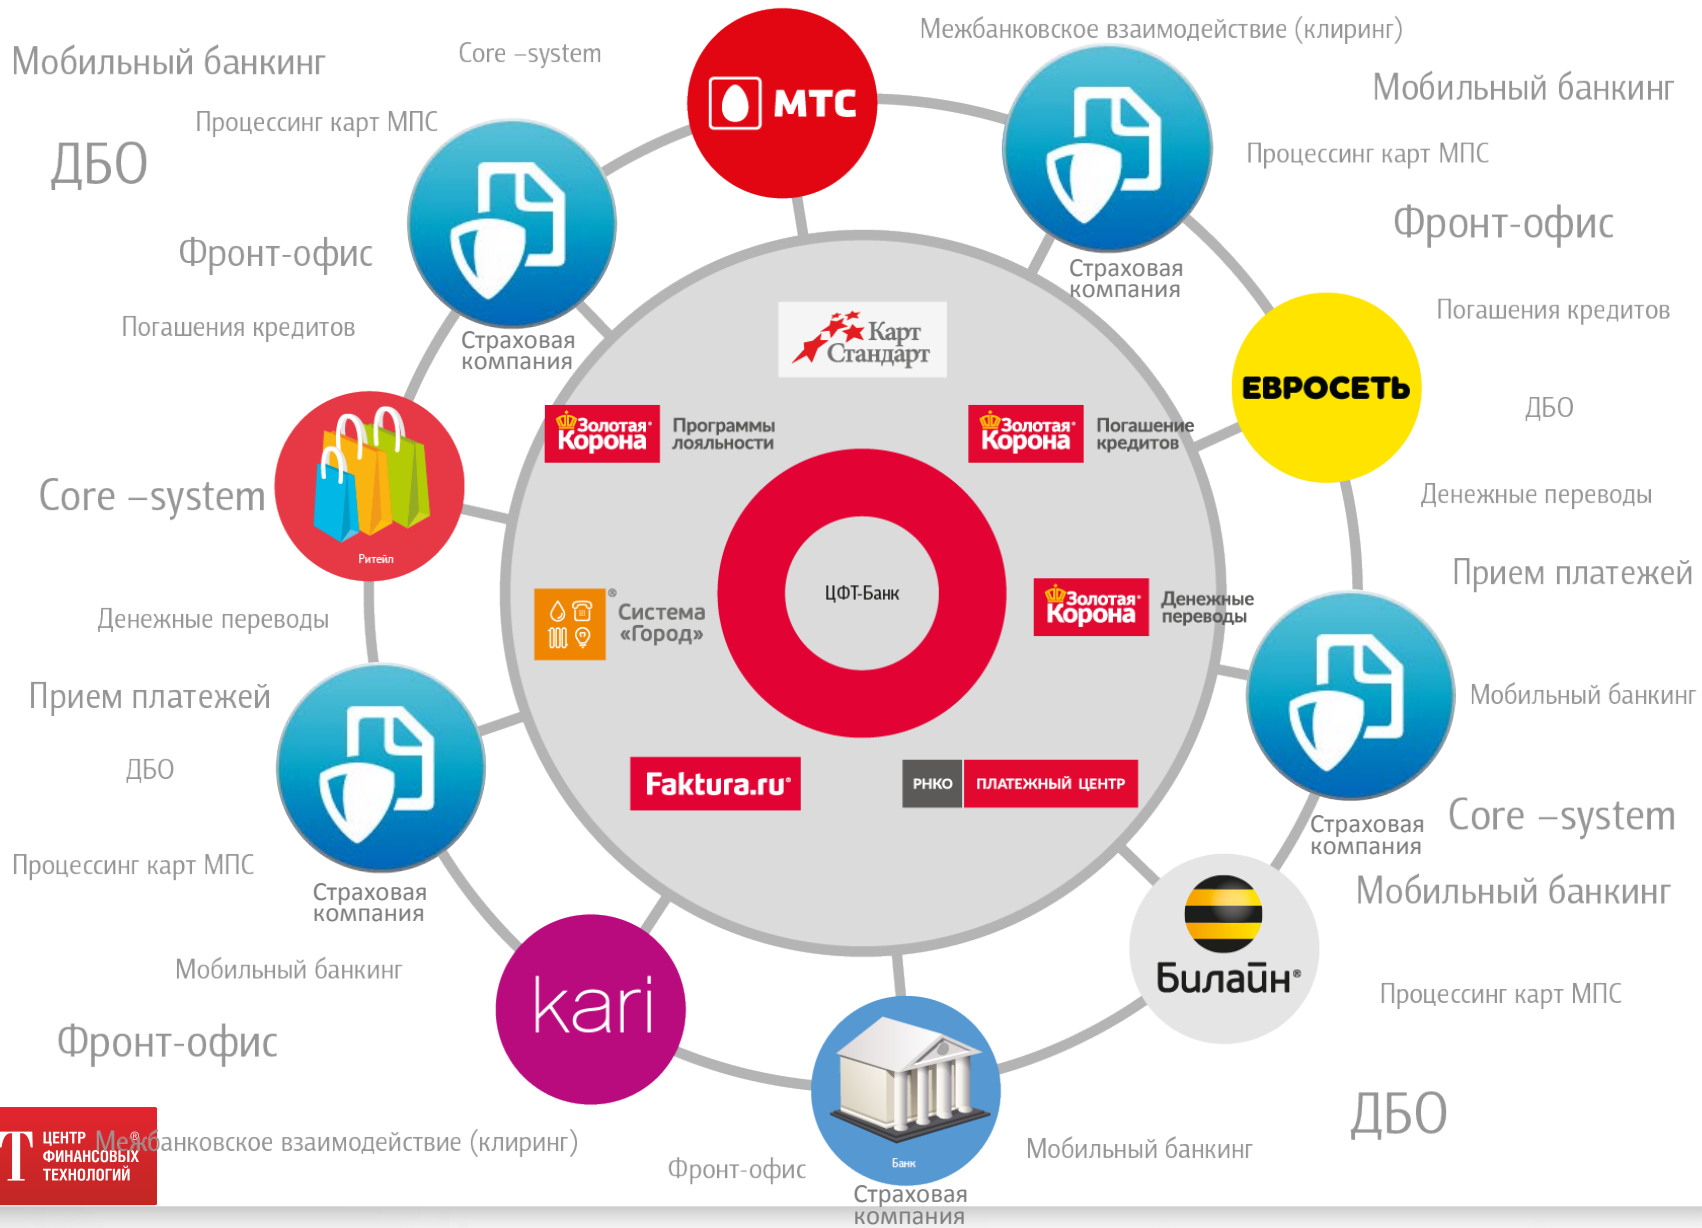 Межбанковское взаимодействие (клиринг)
Мобильный банкинг
Core –system
МТС
Мобильный банкинг
Процессинг карт МПС
ДБО
Процессинг карт МПС
Фронт-офис
Фронт-офис
Страховая
компания
Погашения кредитов
Погашения кредитов
Страховая
компания
Карт
Стандарт
ЕВРОСЕТЬ
ДБО
Золотая®
Корона
Программы
лояльности
Золотая®
Корона
Погашение
кредитов
Core –system
Ритейл
Денежные переводы
Прием платежей
Денежные переводы
®
Система
«Город»
ЦФТ-Банк
Золотая®
Корона
Денежные
переводы
Прием платежей
Мобильный банкинг
ДБО
Faktura.ru®
РНКО
ПЛАТЕЖНЫЙ ЦЕНТР
Страховая
компания
Core –system
Процессинг карт МПС
Страховая
компания
Мобильный банкинг
Мобильный банкинг
kari
Билайн®
Процессинг карт МПС
Фронт-офис
ДБО
Т
ЦЕНТР ®
ФИНАНСОВЫХ
ТЕХНОЛОГИЙ
Межбанковское взаимодействие (клиринг)
Фронт-офис
Банк
Мобильный банкинг
Страховая
компания